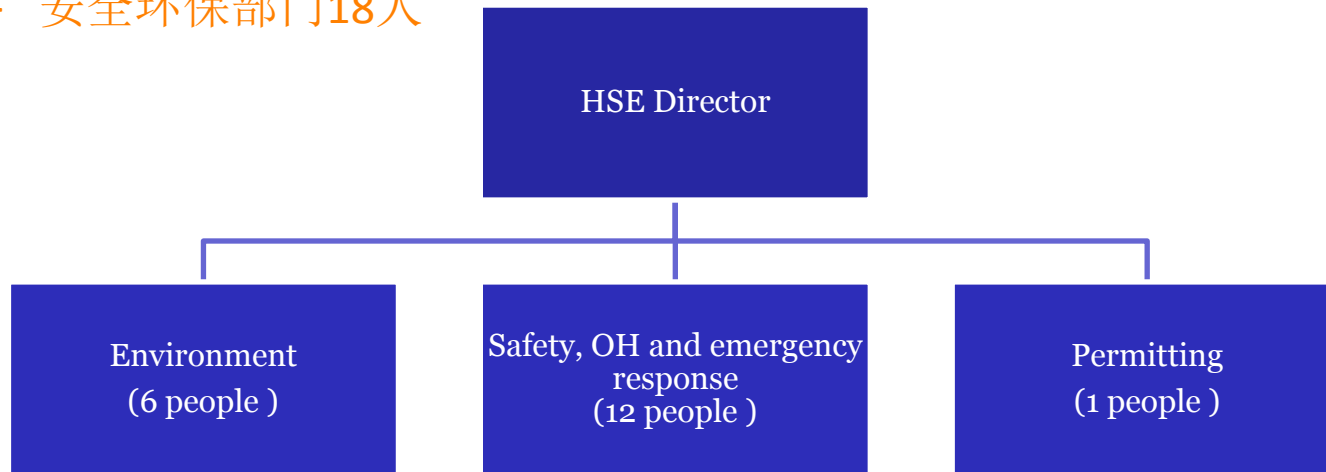 安全环保部门18人
HSE Director
Environment
(6 people )
Safety, OH and emergency
response
(12 people )
Permitting
(1 people )